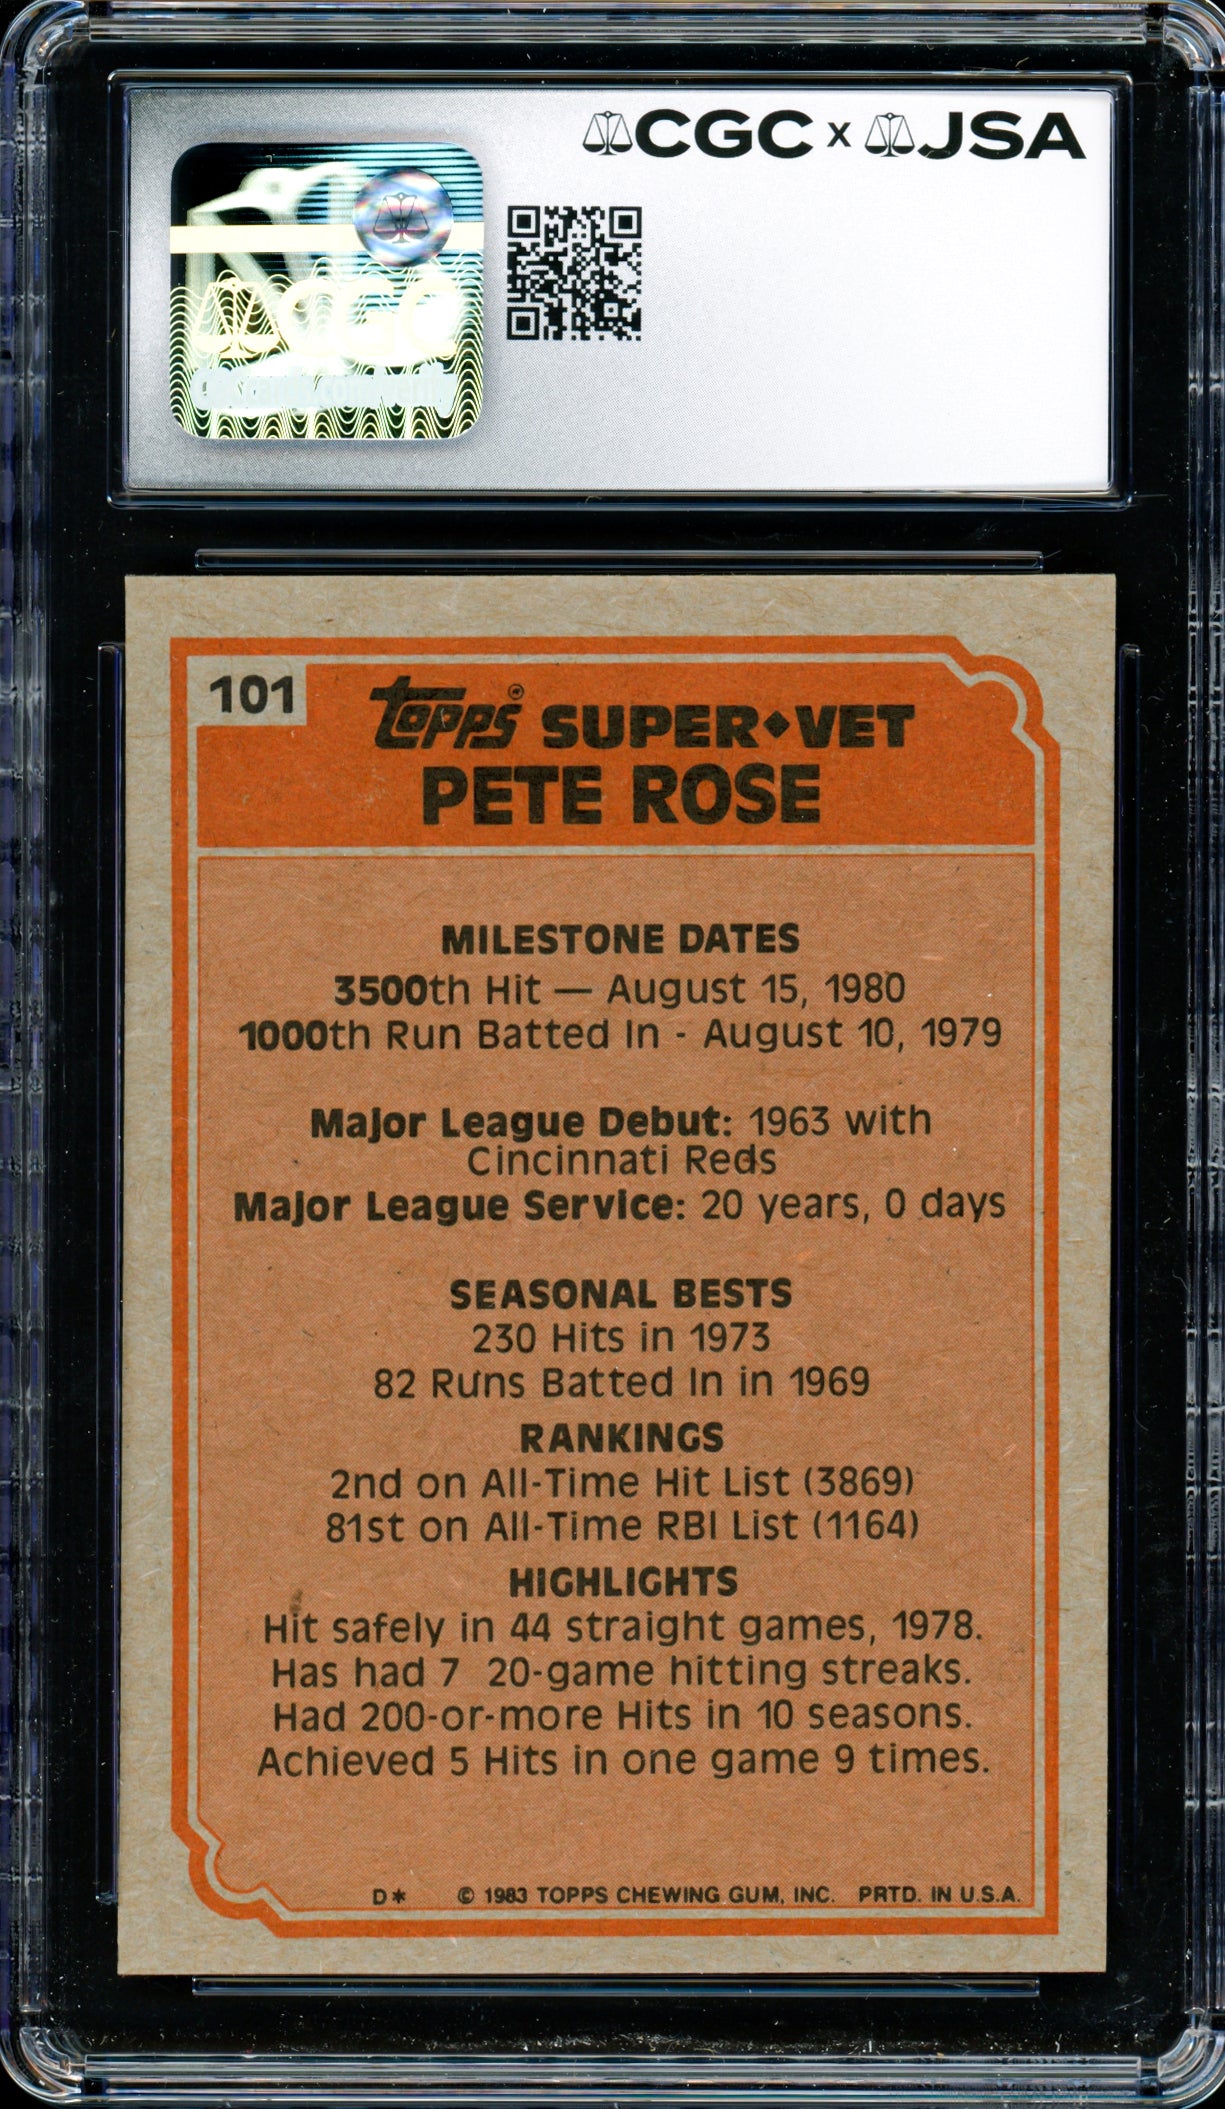 CGC x JSA
CGC
101
Topps® SUPER◆VET
PETE ROSE
MILESTONE DATES
3500th Hit — August 15, 1980
1000th Run Batted In - August 10, 1979
Major League Debut: 1963 with
Cincinnati Reds
Major League Service: 20 years, 0 days
SEASONAL BESTS
230 Hits in 1973
82 Runs Batted In in 1969
RANKINGS
2nd on All-Time Hit List (3869)
81st on All-Time RBI List (1164)
HIGHLIGHTS
Hit safely in 44 straight games, 1978.
Has had 7 20-game hitting streaks.
Had 200-or-more Hits in 10 seasons.
Achieved 5 Hits in one game 9 times.
D* © 1983 TOPPS CHEWING GUM, INC. PRTD. IN U.S.A.